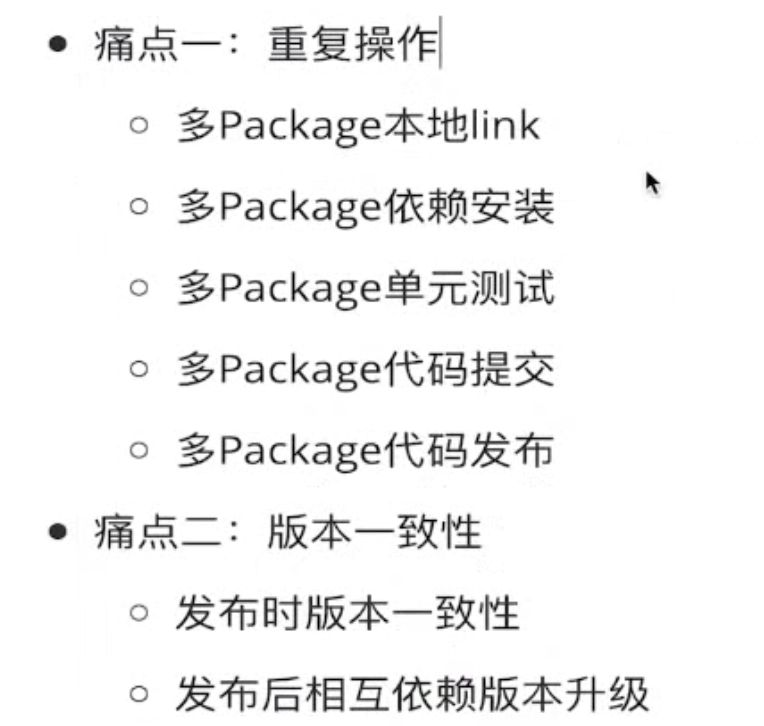 痛点一：重复操作
多Package本地link
多Package依赖安装
多Package单元测试
多Package代码提交
多Package代码发布
痛点二：版本一致性
发布时版本一致性
发布后相互依赖版本升级